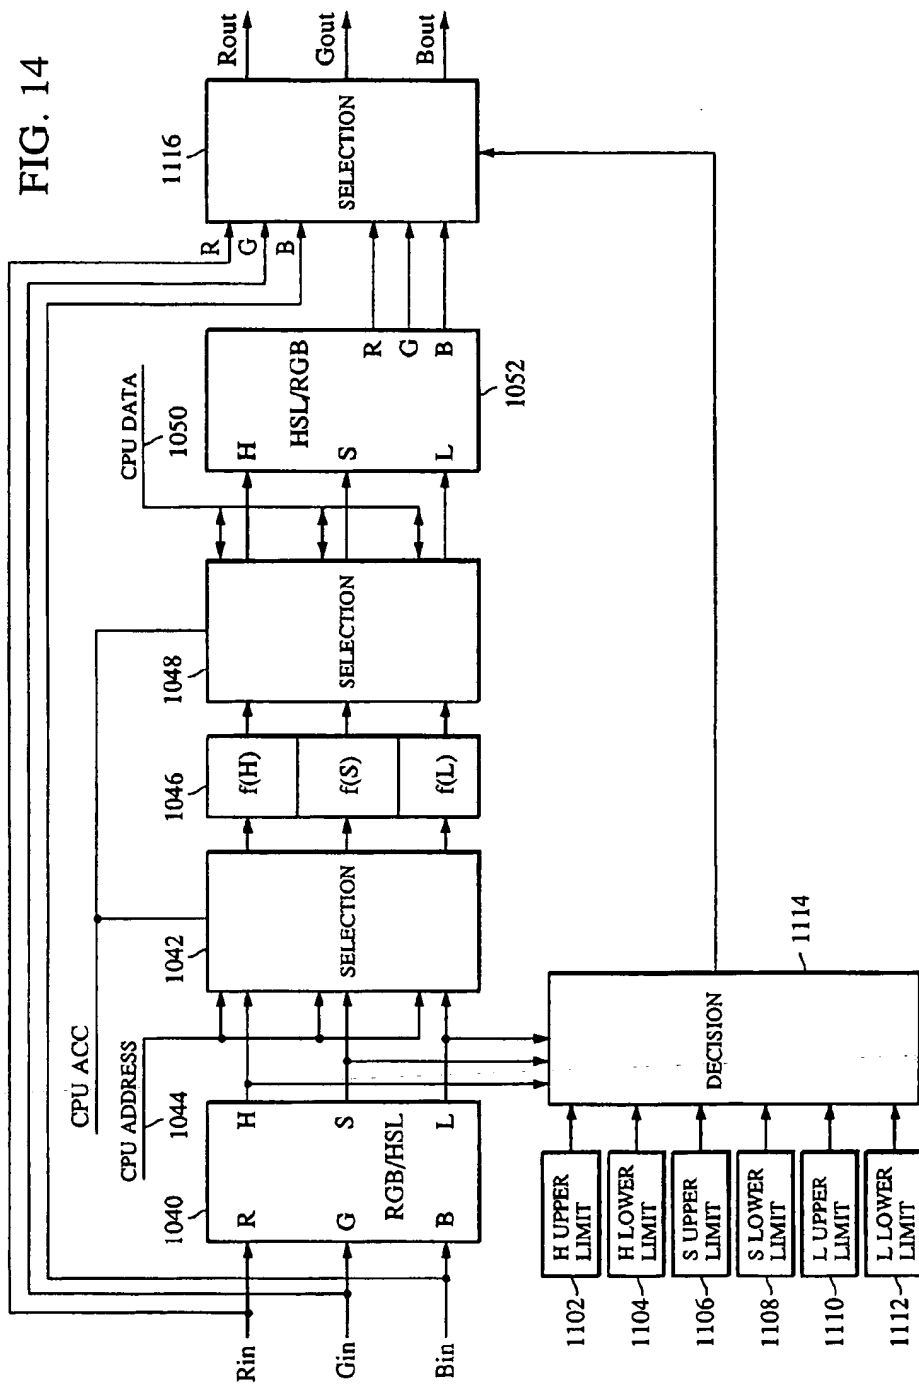 FIG. 14
Rin
Gin
Bin
1040
R
G
B
RGB/HSL
H
S
L
CPU ACC
CPU ADDRESS
1044
1042
SELECTION
1046
f(H)
f(S)
f(L)
1048
SELECTION
CPU DATA
1050
H
S
L
HSL/RGB
R
G
B
1052
R
G
B
1116
SELECTION
Rout
Gout
Bout
1102
H UPPER
LIMIT
1104
H LOWER
LIMIT
1106
S UPPER
LIMIT
1108
S LOWER
LIMIT
1110
L UPPER
LIMIT
1112
L LOWER
LIMIT
DECISION
1114